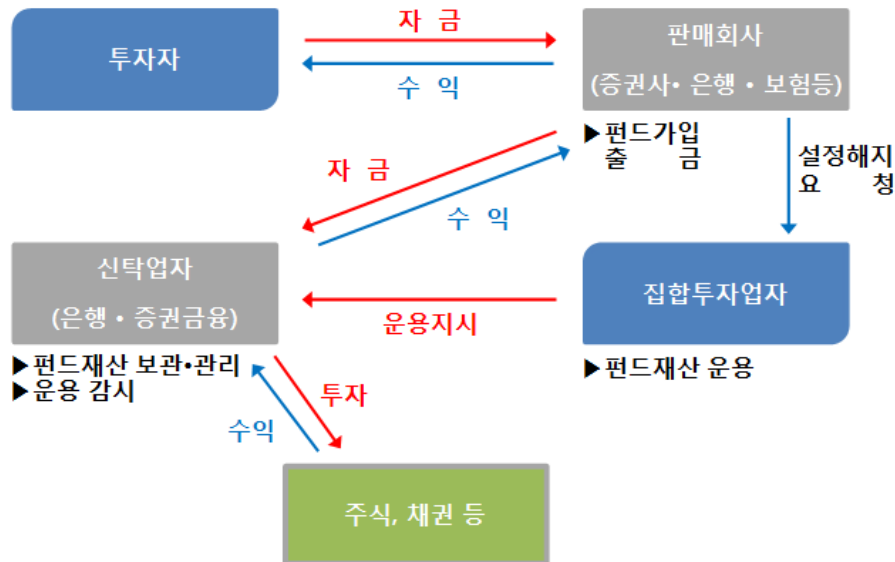 투자자
자 금
수 익
판매회사
(증권사• 은행 • 보험등)
▶펀드가입
출 금
설정해지
요 청
자 금
수 익
신탁업자
(은행 • 증권금융)
운용지시
집합투자업자
▶펀드재산 보관•관리
▶운용 감시
▶펀드재산 운용
투자
수익
주식, 채권 등